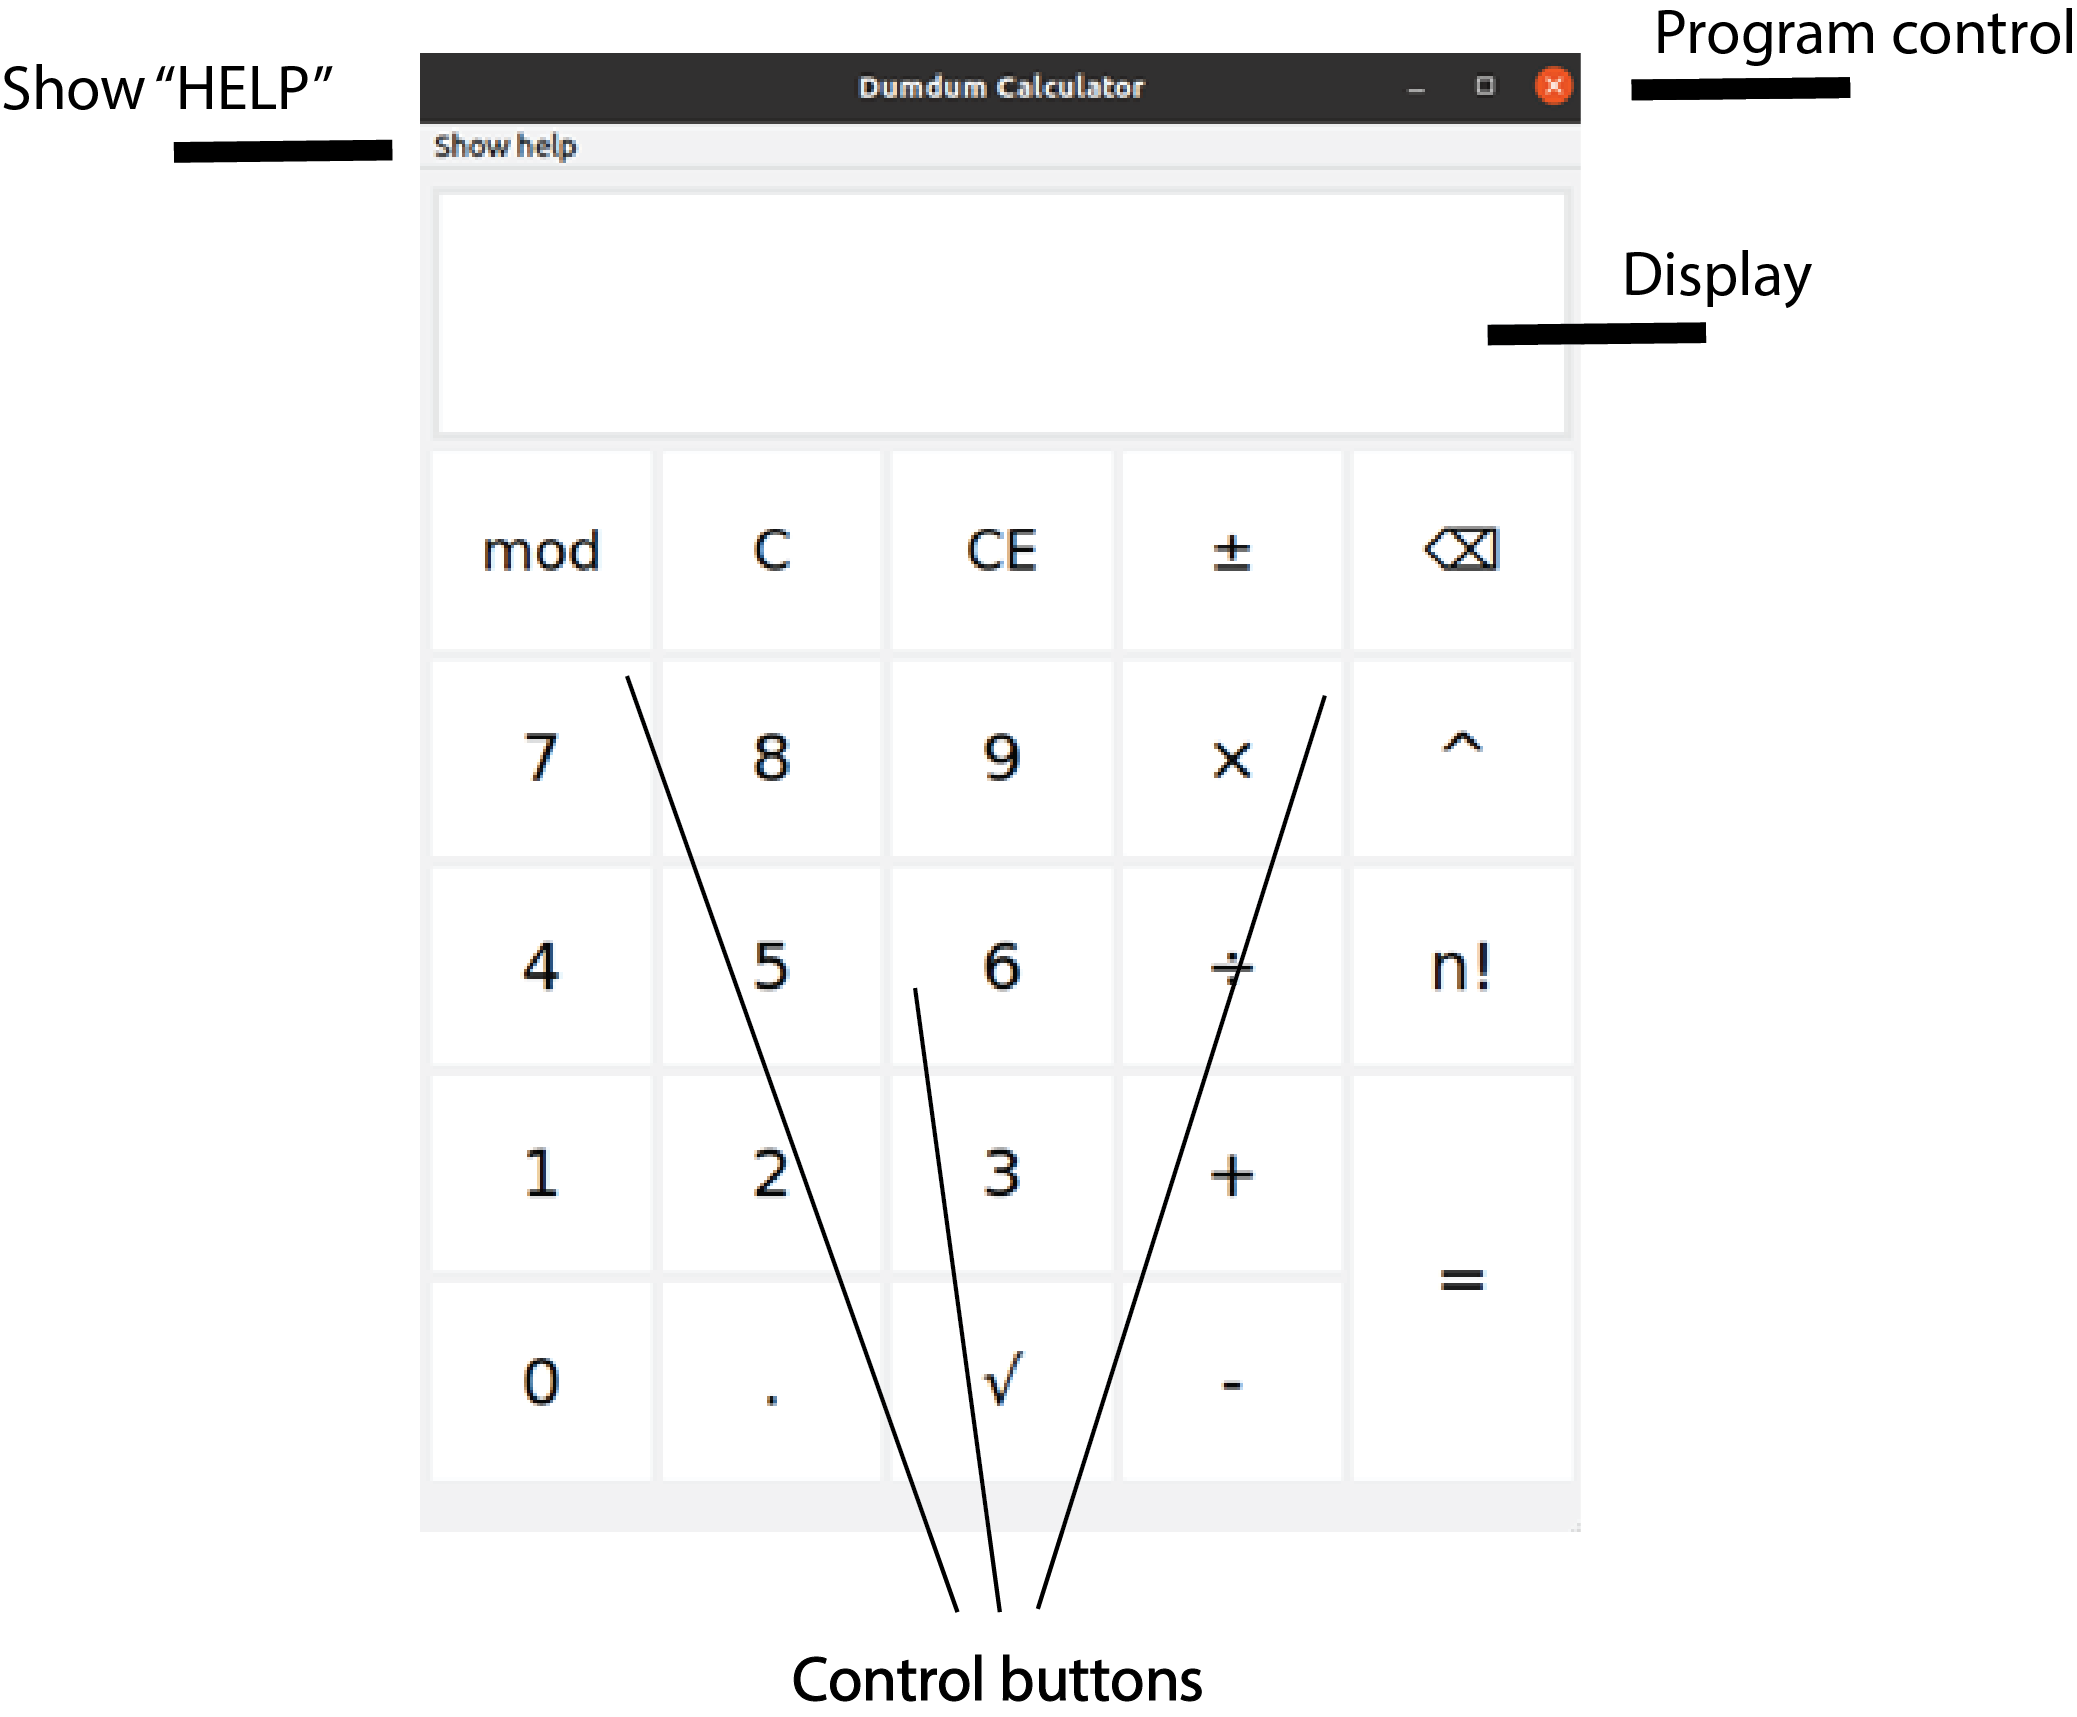 Program control
Show “HELP”
Dumdum Calculator
Show help
Display
mod C CE ± ⌫
7 8 9 × ^
4 5 6 ÷ n!
1 2 3 +
=
0 . √ -
Control buttons